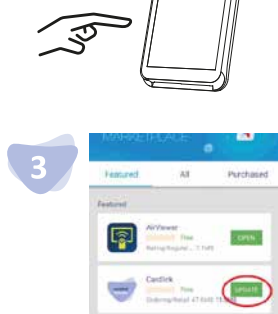 3
MARKETPLACE
Featured
All
Purchased
Featured
AirViewer
Free
OPEN
Cardlink
Free
UPDATE